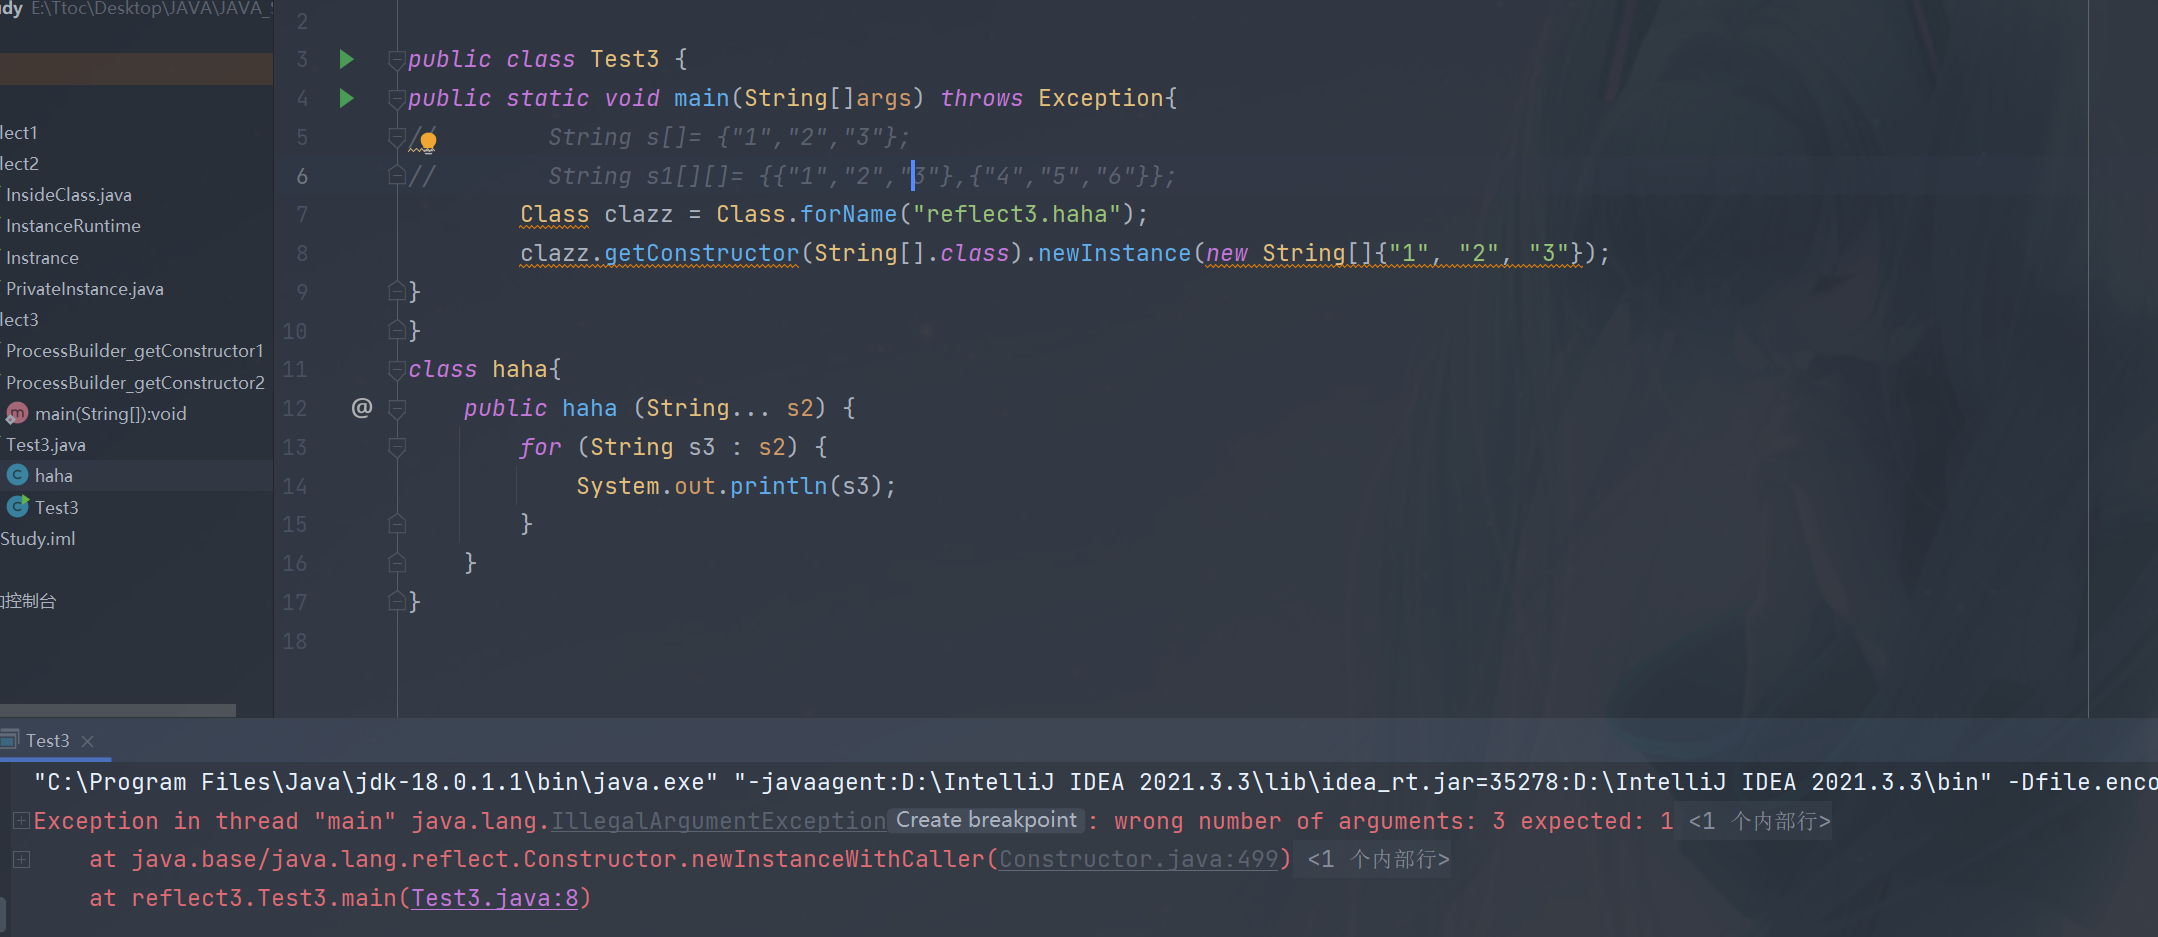 dy E:\Ttoc\Desktop\JAVA\JAVA_S
lect1
lect2
InsideClass.java
InstanceRuntime
Instrance
PrivateInstance.java
lect3
ProcessBuilder_getConstructor1
ProcessBuilder_getConstructor2
main(String[]):void
Test3.java
haha
Test3
Study.iml
控制台
2
3 public class Test3 {
4 public static void main(String[]args) throws Exception{
5 //        String s[]= {"1","2","3"};
6 //        String s1[][]= {{"1","2","3"},{"4","5","6"}};
7         Class clazz = Class.forName("reflect3.haha");
8         clazz.getConstructor(String[].class).newInstance(new String[]{"1", "2", "3"});
9 }
10 }
11 class haha{
12 @     public haha (String... s2) {
13         for (String s3 : s2) {
14             System.out.println(s3);
15         }
16     }
17 }
18
Test3
"C:\Program Files\Java\jdk-18.0.1.1\bin\java.exe" "-javaagent:D:\IntelliJ IDEA 2021.3.3\lib\idea_rt.jar=35278:D:\IntelliJ IDEA 2021.3.3\bin" -Dfile.enco
Exception in thread "main" java.lang.IllegalArgumentException Create breakpoint : wrong number of arguments: 3 expected: 1 <1 个内部行>
at java.base/java.lang.reflect.Constructor.newInstanceWithCaller(Constructor.java:499) <1 个内部行>
at reflect3.Test3.main(Test3.java:8)